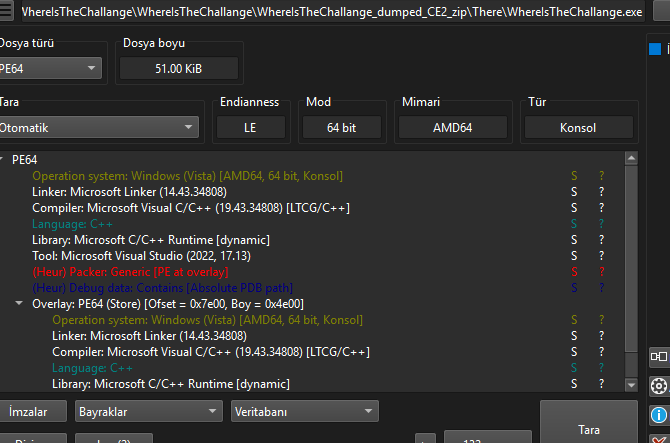 WhereIsTheChallange\WhereIsTheChallange\WhereIsTheChallange_dumped_CE2_zip\There\WhereIsTheChallange.exe
Dosya türü
Dosya boyu
PE64
51.00 KiB
Tara
Endianness
Mod
Mimari
Tür
Otomatik
LE
64 bit
AMD64
Konsol
PE64
Operation system: Windows (Vista) [AMD64, 64 bit, Konsol] S ?
Linker: Microsoft Linker (14.43.34808) S ?
Compiler: Microsoft Visual C/C++ (19.43.34808) [LTCG/C++] S ?
Language: C++ S ?
Library: Microsoft C/C++ Runtime [dynamic] S ?
Tool: Microsoft Visual Studio (2022, 17.13) S ?
(Heur) Packer: Generic [PE at overlay] S ?
(Heur) Debug data: Contains [Absolute PDB path] S ?
Overlay: PE64 (Store) [Ofset = 0x7e00, Boy = 0x4e00] S ?
Operation system: Windows (Vista) [AMD64, 64 bit, Konsol] S ?
Linker: Microsoft Linker (14.43.34808) S ?
Compiler: Microsoft Visual C/C++ (19.43.34808) [LTCG/C++] S ?
Language: C++ S ?
Library: Microsoft C/C++ Runtime [dynamic] S ?
İmzalar
Bayraklar
Veritabanı
Tara